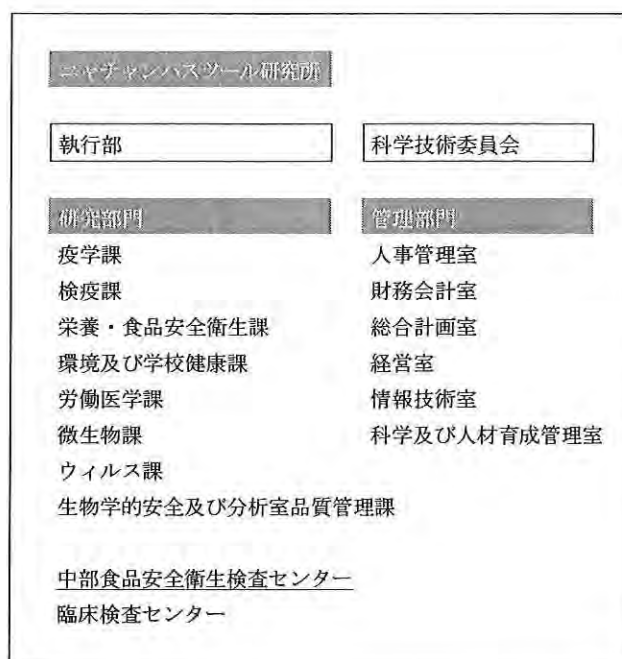 ニャチャンパスツール研究所
執行部
科学技術委員会
研究部門
疫学課
検疫課
栄養・食品安全衛生課
環境及び学校健康課
労働医学課
微生物課
ウィルス課
生物学的安全及び分析室品質管理課
管理部門
人事管理室
財務会計室
総合計画室
経営室
情報技術室
科学及び人材育成管理室
中部食品安全衛生検査センター
臨床検査センター